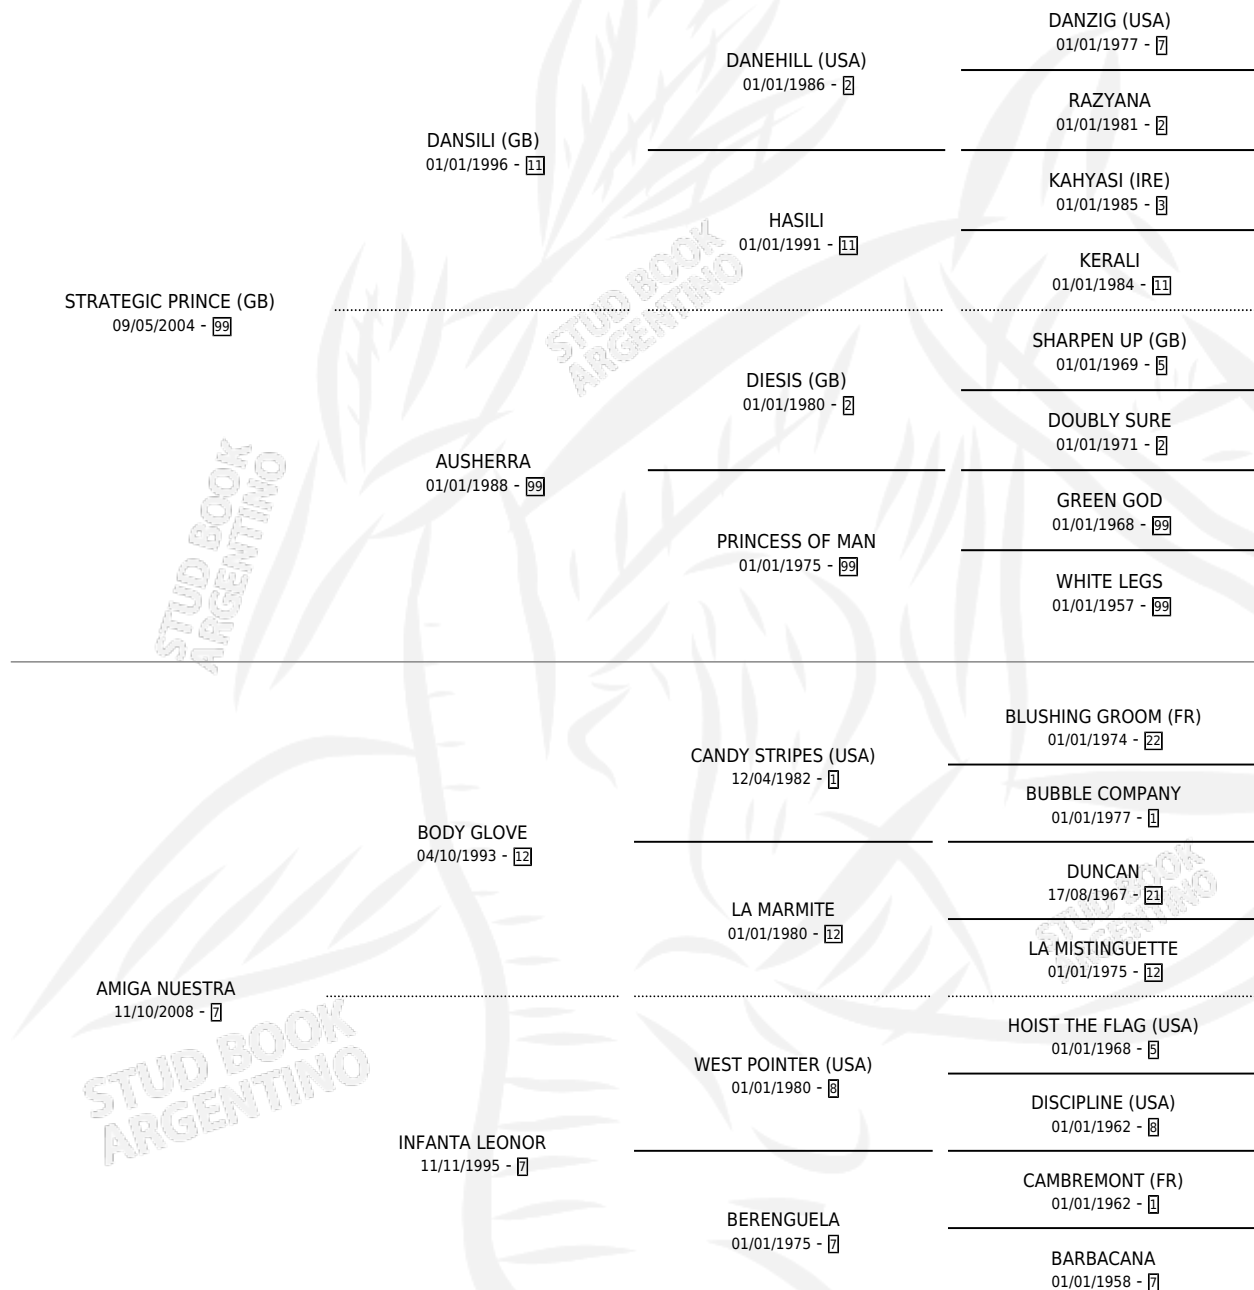 DANZIG (USA)
01/01/1977 - 7
DANEHILL (USA)
01/01/1986 - 2
RAZYANA
01/01/1981 - 2
DANSILI (GB)
01/01/1996 - 11
KAHYASI (IRE)
01/01/1985 - 3
HASILI
01/01/1991 - 11
KERALI
01/01/1984 - 11
STRATEGIC PRINCE (GB)
09/05/2004 - 99
SHARPEN UP (GB)
01/01/1969 - 5
DIESIS (GB)
01/01/1980 - 2
DOUBLY SURE
01/01/1971 - 2
AUSHERRA
01/01/1988 - 99
GREEN GOD
01/01/1968 - 99
PRINCESS OF MAN
01/01/1975 - 99
WHITE LEGS
01/01/1957 - 99
BLUSHING GROOM (FR)
01/01/1974 - 22
CANDY STRIPES (USA)
12/04/1982 - 1
BUBBLE COMPANY
01/01/1977 - 1
BODY GLOVE
04/10/1993 - 12
DUNCAN
17/08/1967 - 21
LA MARMITE
01/01/1980 - 12
LA MISTINGUETTE
01/01/1975 - 12
AMIGA NUESTRA
11/10/2008 - 7
HOIST THE FLAG (USA)
01/01/1968 - 5
WEST POINTER (USA)
01/01/1980 - 8
DISCIPLINE (USA)
01/01/1962 - 8
INFANTA LEONOR
11/11/1995 - 7
CAMBREMONT (FR)
01/01/1962 - 1
BERENGUELA
01/01/1975 - 7
BARBACANA
01/01/1958 - 7
STUD BOOK
ARGENTINO
STUD BOOK
ARGENTINO
STUD BOOK
ARGENTINO
STUD BOOK
ARGENTINO